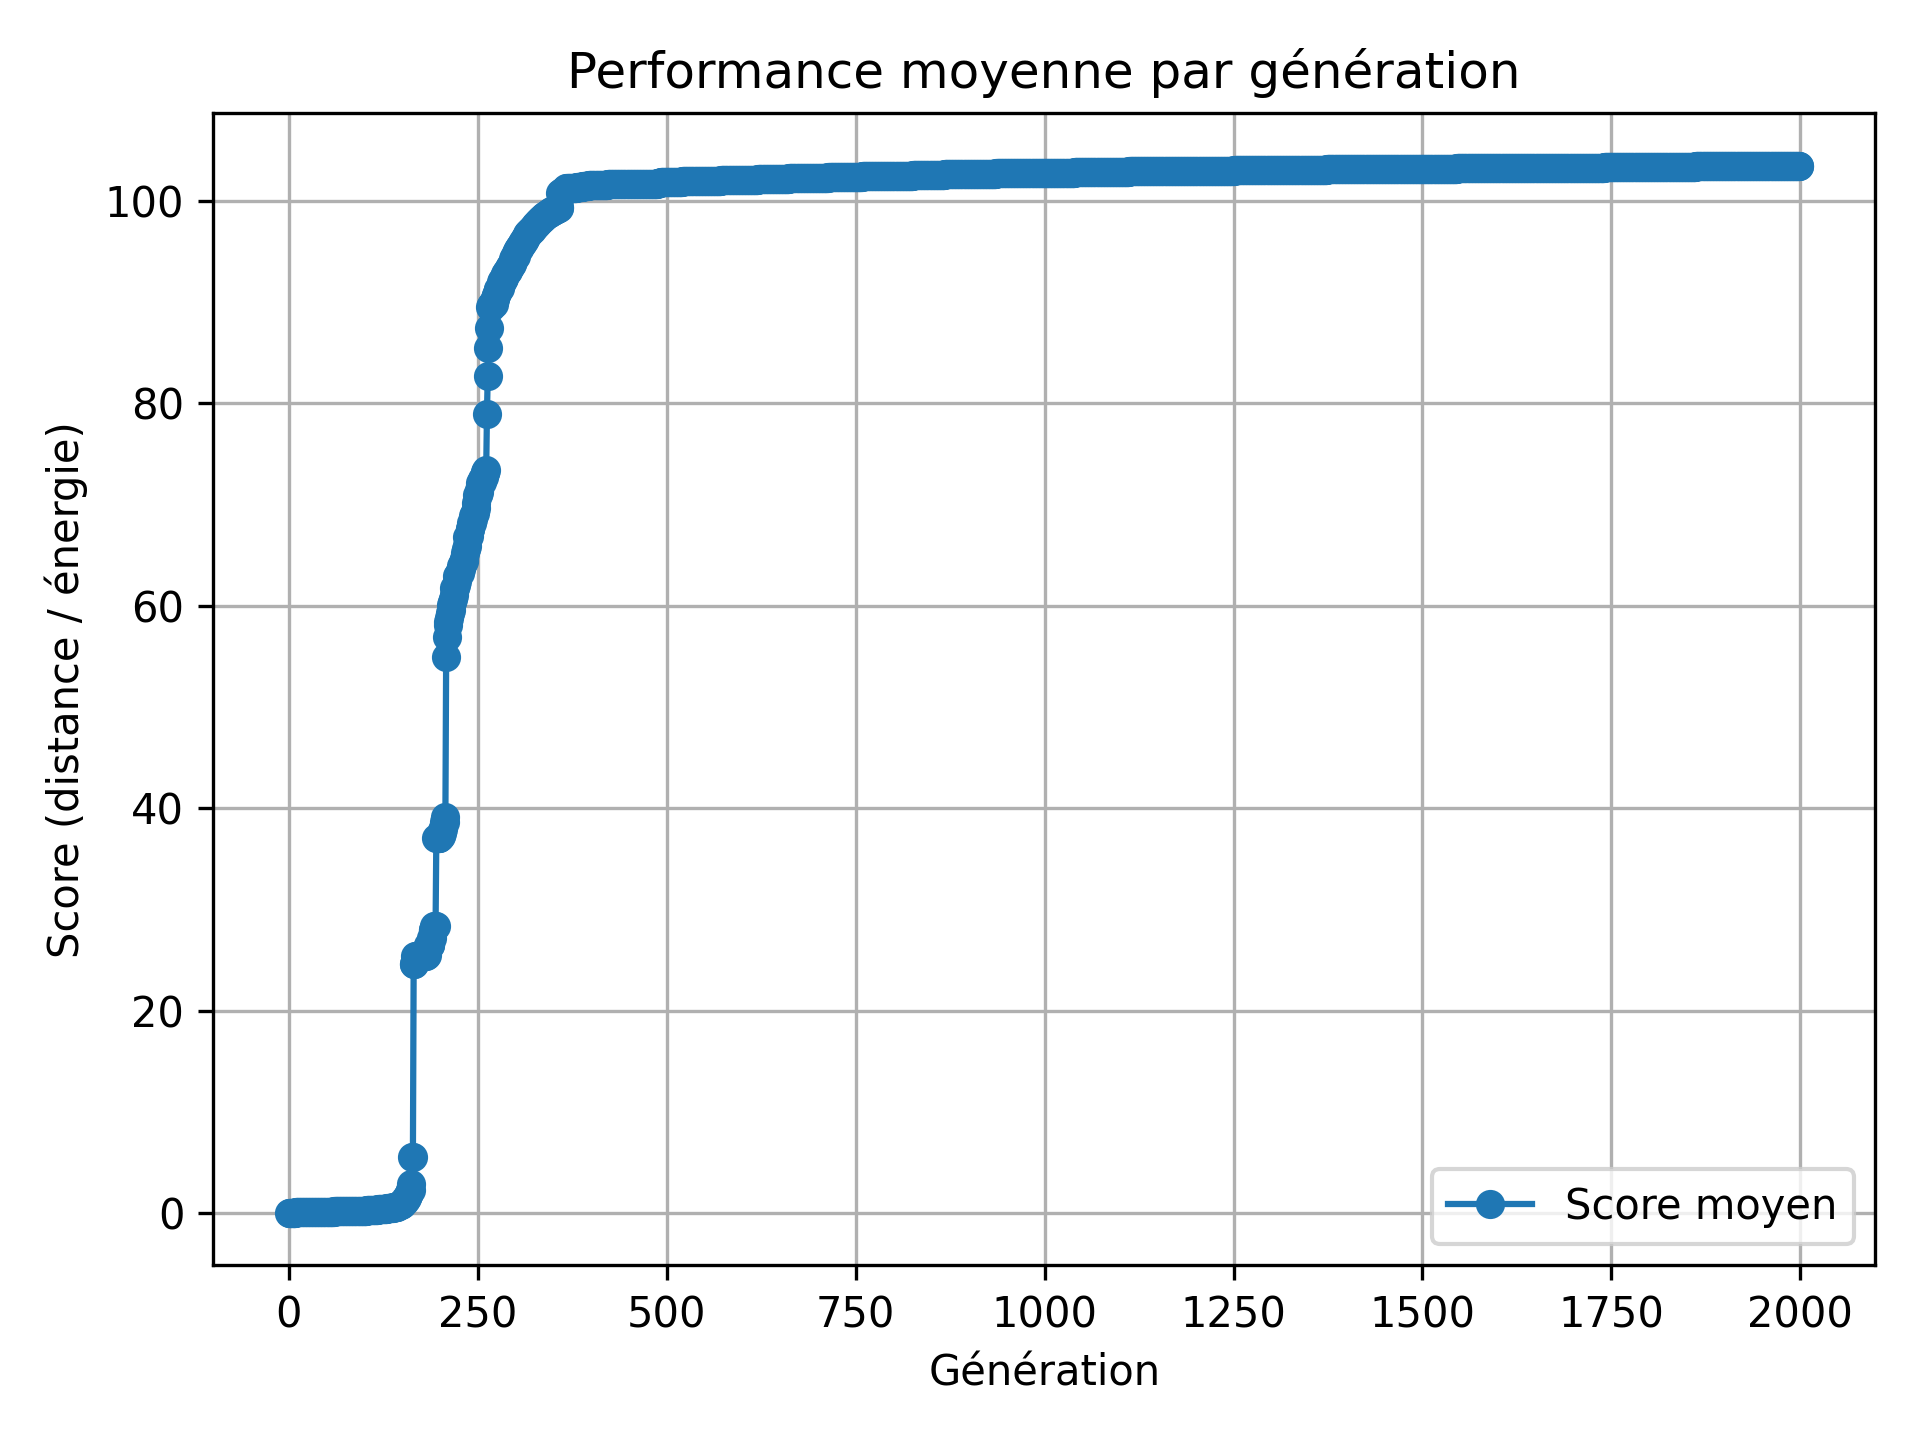 Performance moyenne par génération
Score (distance / énergie)
100
80
60
40
20
0
Score moyen
0 250 500 750 1000 1250 1500 1750 2000
Génération